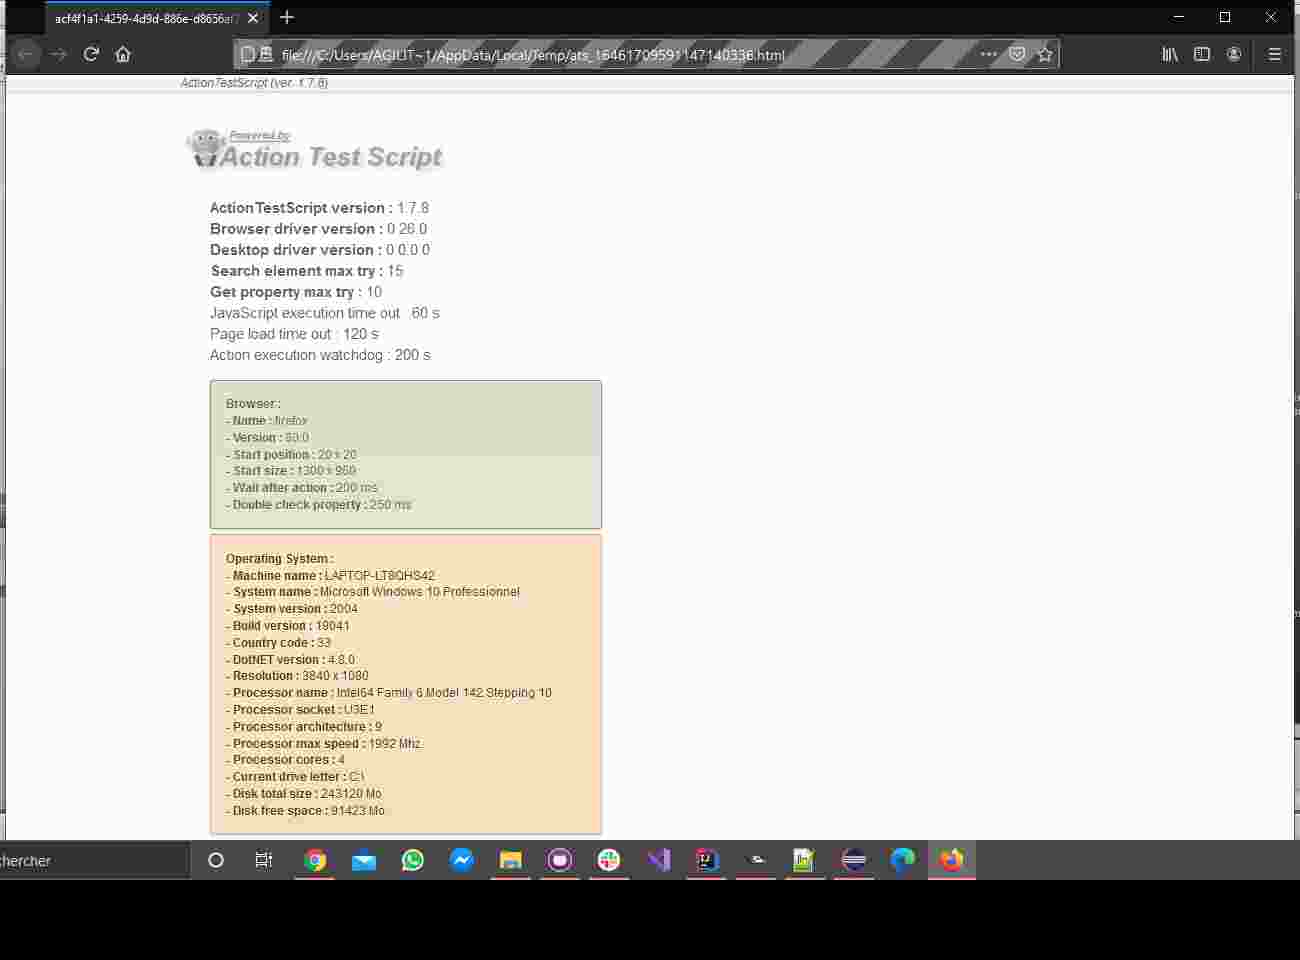 acf4f1a1-4259-4d9d-886e-d8656af7
file:///C:/Users/AGILIT~1/AppData/Local/Temp/ats_16461709591147140336.html
ActionTestScript (ver. 1.7.8)
Powered by
Action Test Script
ActionTestScript version : 1.7.8
Browser driver version : 0.26.0
Desktop driver version : 0.0.0.0
Search element max try : 15
Get property max try : 10
JavaScript execution time out : 60 s
Page load time out : 120 s
Action execution watchdog : 200 s
Browser :
- Name : firefox
- Version : 80.0
- Start position : 20 x 20
- Start size : 1300 x 960
- Wait after action : 200 ms
- Double check property : 250 ms
Operating System :
- Machine name : LAPTOP-LT8QHS42
- System name : Microsoft Windows 10 Professionnel
- System version : 2004
- Build version : 19041
- Country code : 33
- DotNET version : 4.8.0
- Resolution : 3840 x 1080
- Processor name : Intel64 Family 6 Model 142 Stepping 10
- Processor socket : U3E1
- Processor architecture : 9
- Processor max speed : 1992 Mhz
- Processor cores : 4
- Current drive letter : C:\
- Disk total size : 243120 Mo
- Disk free space : 91423 Mo
chercher